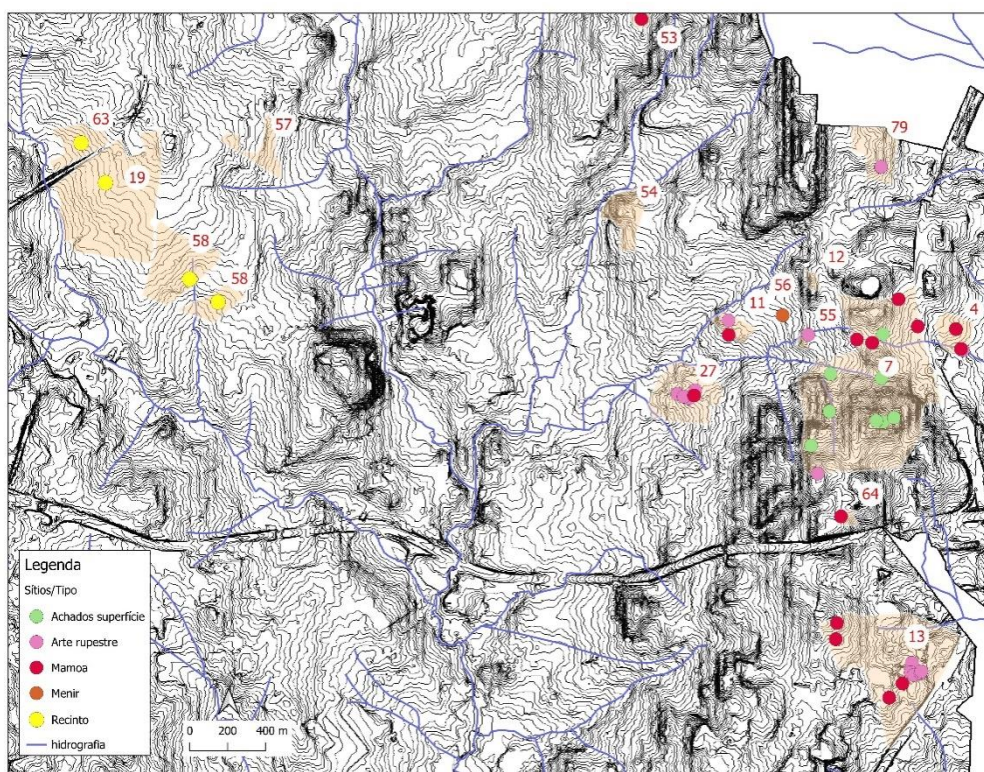 53
63
57
79
19
54
58
12
58
56
11
4
55
27
7
64
13
Legenda
Sítios/Tipo
Achados superfície
Arte rupestre
Mamoa
Menir
Recinto
hidrografia
0 200 400 m